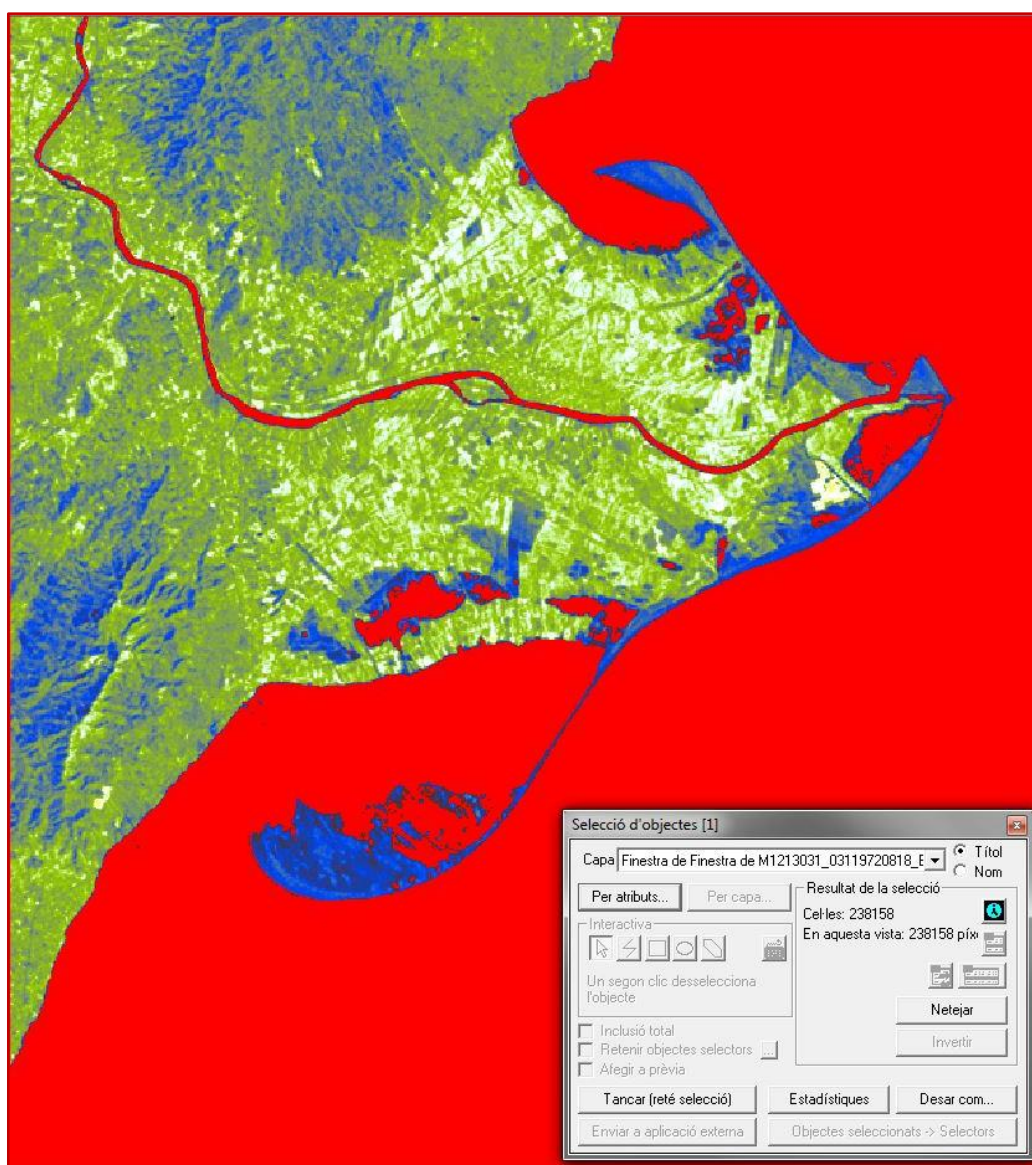 Selecció d'objectes [1]
Capa Finestra de Finestra de M1213031_03119720818_E
Títol
Nom
Per atributs...
Per capa...
Interactiva
Un segon clic desselecciona
l'objecte
Inclusió total
Retenir objectes selectors ...
Afegir a prèvia
Resultat de la selecció
Cel·les: 238158
En aquesta vista: 238158 píx
Netejar
Invertir
Tancar (reté selecció)
Estadístiques
Desar com...
Enviar a aplicació externa
Objectes seleccionats -> Selectors